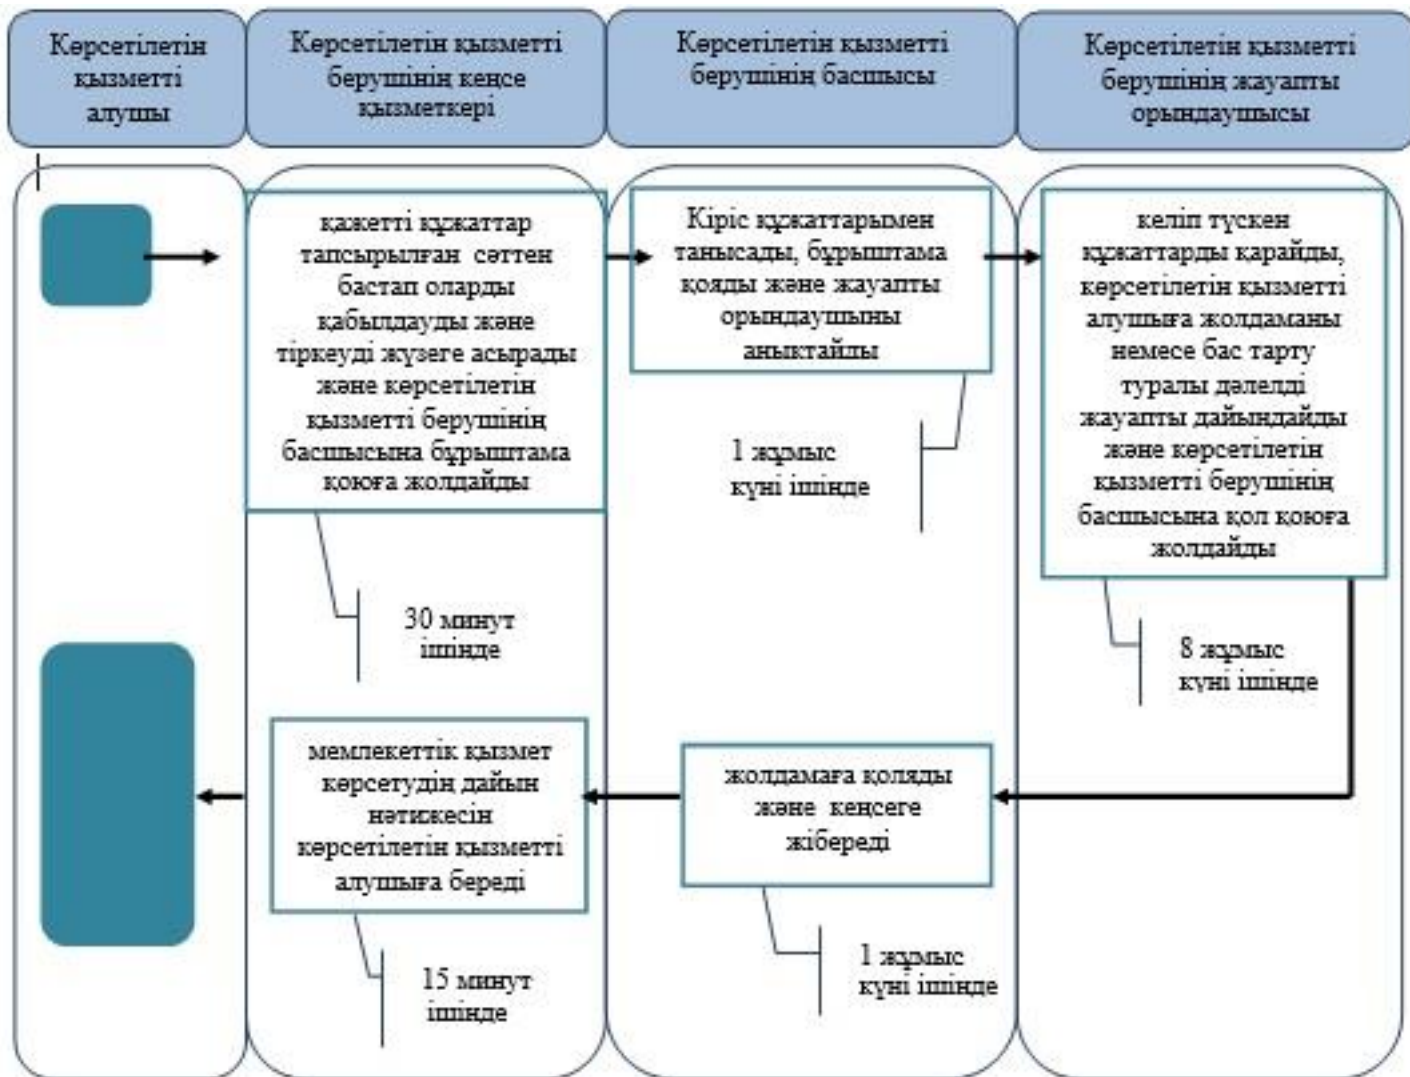 Көрсетілетін
қызметті
алушы
Көрсетілетін қызметті
берушінің кеңсе
қызметкері
Көрсетілетін қызметті
берушінің басшысы
Көрсетілетін қызметті
берушінің жауапты
орындаушысы
қажетті құжаттар
тапсырылған сәттен
бастап оларды
қабылдауды және
тіркеуді жүзеге асырады
және көрсетілетін
қызметті берушінің
басшысына бұрыштама
қоюға жолдайды
30 минут
ішінде
Кіріс құжаттарымен
танысады, бұрыштама
қояды және жауапты
орындаушыны
анықтайды
1 жұмыс
күні ішінде
келіп түскен
құжаттарды қарайды,
көрсетілетін қызметті
алушыға жолдаманы
немесе бас тарту
туралы дәлелді
жауапты дайындайды
және көрсетілетін
қызметті берушінің
басшысына қол қоюға
жолдайды
8 жұмыс
күні ішінде
жолдамаға қоляды
және кеңсеге
жібереді
1 жұмыс
күні ішінде
мемлекеттік қызмет
көрсетудің дайын
нәтижесін
көрсетілетін қызметті
алушыға береді
15 минут
ішінде